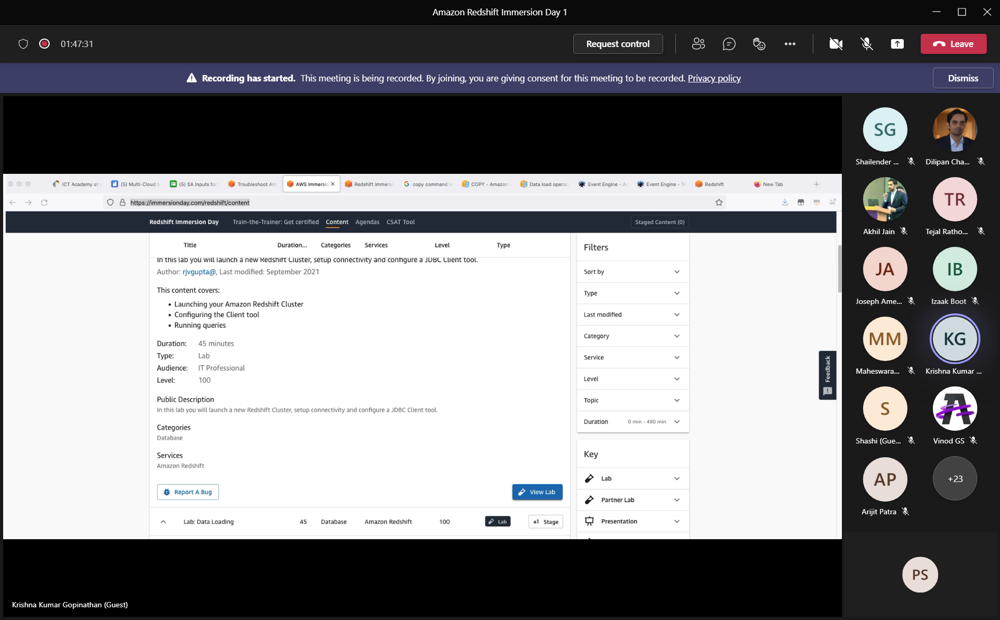 Amazon Redshift Immersion Day 1
01:47:31
Request control
Leave
Recording has started. This meeting is being recorded. By joining, you are giving consent for this meeting to be recorded. Privacy policy
Dismiss
ICT Academy at
(5) Multi-Cloud f
(5) SA Inputs for
Troubleshoot Am
AWS Immersio
Redshift Immersi
copy command
COPY - Amazon
Data load operat
Event Engine - A
Event Engine - T
Redshift
New Tab
https://immersionday.com/redshift/content
Redshift Immersion Day
Train-the-Trainer: Get certified
Content
Agendas
CSAT Tool
Staged Content (0)
Title Duration... Categories Services Level Type
In this lab you will launch a new Redshift Cluster, setup connectivity and configure a JDBC Client tool.
Author: rjvgupta@, Last modified: September 2021
This content covers:
• Launching your Amazon Redshift Cluster
• Configuring the Client tool
• Running queries
Duration: 45 minutes
Type: Lab
Audience: IT Professional
Level: 100
Public Description
In this lab you will launch a new Redshift Cluster, setup connectivity and configure a JDBC Client tool.
Categories
Database
Services
Amazon Redshift
Report A Bug
View Lab
Lab: Data Loading 45 Database Amazon Redshift 100 Lab +1 Stage
Filters
Sort by
Type
Last modified
Category
Service
Level
Topic
Duration 0 min - 480 min
Key
Lab
Partner Lab
Presentation
Feedback
SG
Shailender ...
Dilipan Cha...
Akhil Jain
TR
Tejal Ratho...
JA
Joseph Ame...
IB
Izaak Boot
MM
Maheswara...
KG
Krishna Kumar ...
S
Shashi (Gue...
A
Vinod GS
AP
Arijit Patra
+23
PS
Krishna Kumar Gopinathan (Guest)